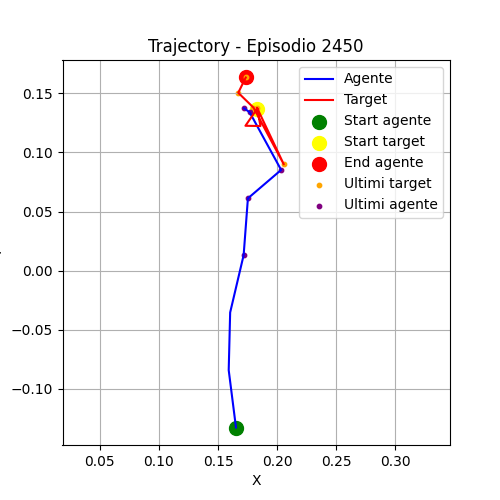 Trajectory - Episodio 2450
Agente
Target
Start agente
Start target
End agente
Ultimi target
Ultimi agente
0.15
0.10
0.05
0.00
−0.05
−0.10
0.05
0.10
0.15
0.20
0.25
0.30
X